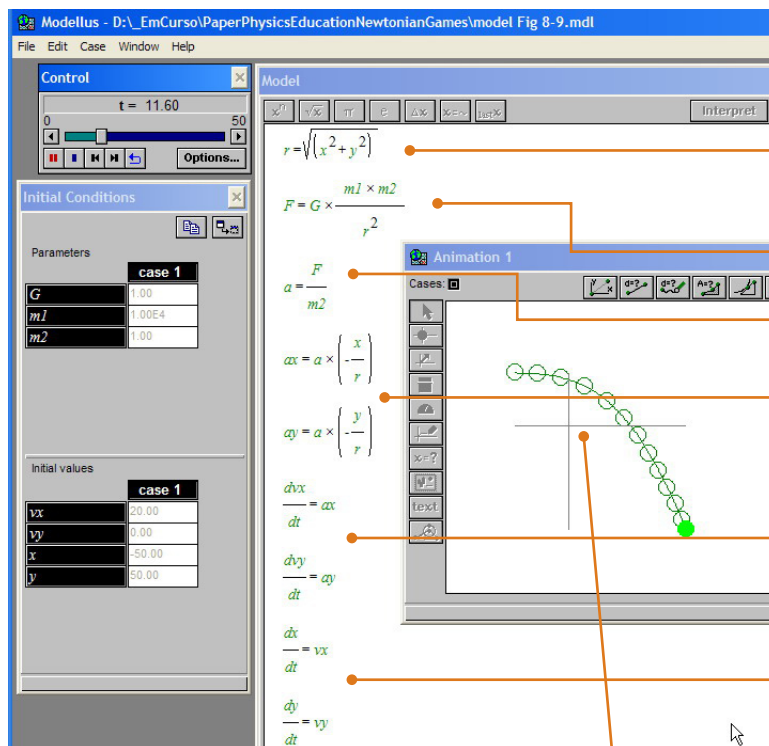 Modellus - D:\_EmCurso\PaperPhysicsEducationNewtonianGames\model Fig 8-9.mdl
File Edit Case Window Help
Control
t = 11.60
0 50
Options...
Initial Conditions
Parameters
case 1
G 1.00
m1 1.00E4
m2 1.00
Initial values
case 1
vx 20.00
vy 0.00
x -50.00
y 50.00
Model
xⁿ √x π e Δx x=~ last x Interpret
r = √(x² + y²)
F = G × m1 × m2 / r²
a = F / m2
ax = a × (- x / r)
ay = a × (- y / r)
dvx / dt = ax
dvy / dt = ay
dx / dt = vx
dy / dt = vy
Animation 1
Cases:
d=? d=? A=?
x=?
text